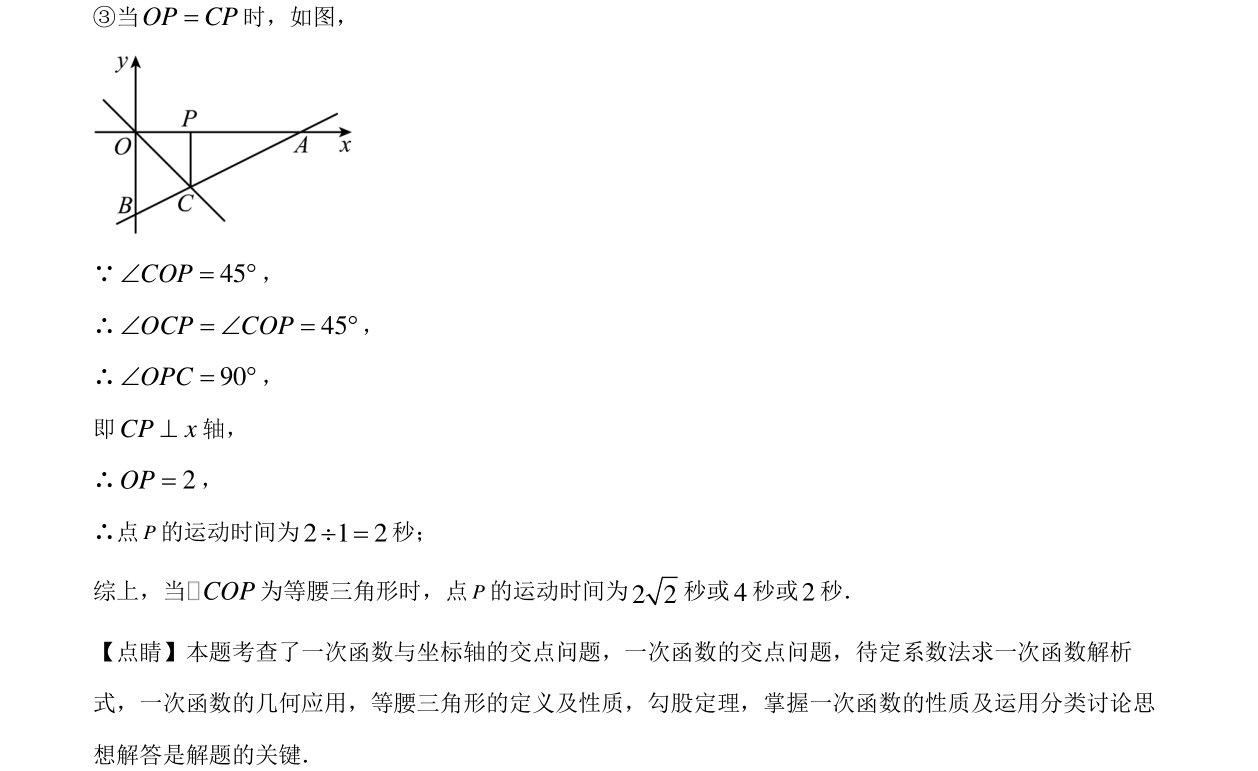 ③当OP=CP时，如图，
y
P
O
A
x
B
C
∵∠COP=45°，
∴∠OCP=∠COP=45°，
∴∠OPC=90°，
即CP⊥x轴，
∴OP=2，
∴点P的运动时间为2÷1=2秒；
综上，当□COP为等腰三角形时，点P的运动时间为2√2秒或4秒或2秒．
【点睛】本题考查了一次函数与坐标轴的交点问题，一次函数的交点问题，待定系数法求一次函数解析
式，一次函数的几何应用，等腰三角形的定义及性质，勾股定理，掌握一次函数的性质及运用分类讨论思
想解答是解题的关键．